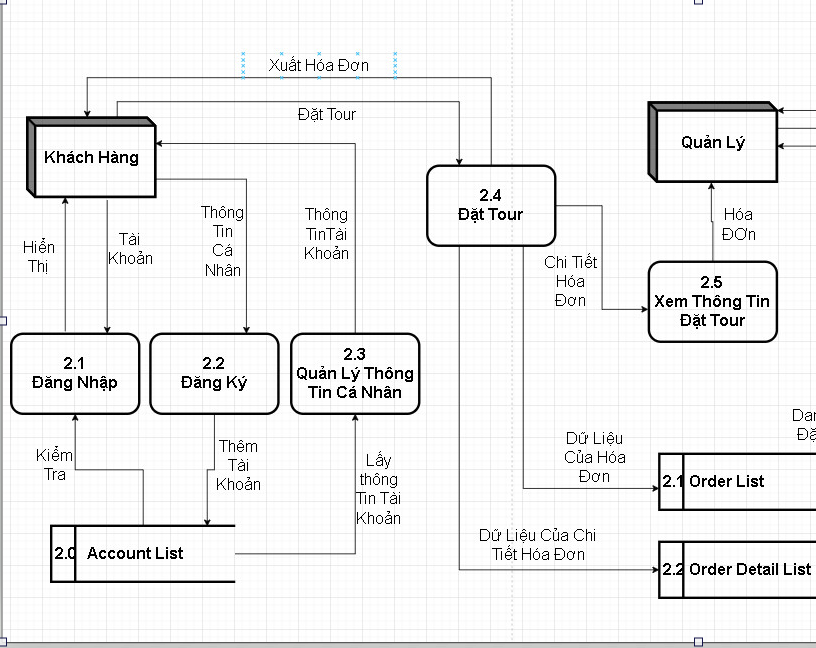 Xuất Hóa Đơn
Đặt Tour
Khách Hàng
Quản Lý
2.4
Đặt Tour
Thông
Tin
Cá
Nhân
Thông
TinTài
Khoản
Hiển
Thị
Tài
Khoản
Hóa
ĐƠn
Chi Tiết
Hóa
Đơn
2.5
Xem Thông Tin
Đặt Tour
2.1
Đăng Nhập
2.2
Đăng Ký
2.3
Quản Lý Thông
Tin Cá Nhân
Kiểm
Tra
Thêm
Tài
Khoản
Lấy
thông
Tin Tài
Khoản
Dữ Liệu
Của Hóa
Đơn
2.1 Order List
Dữ Liệu Của Chi
Tiết Hóa Đơn
2.0 Account List
2.2 Order Detail List